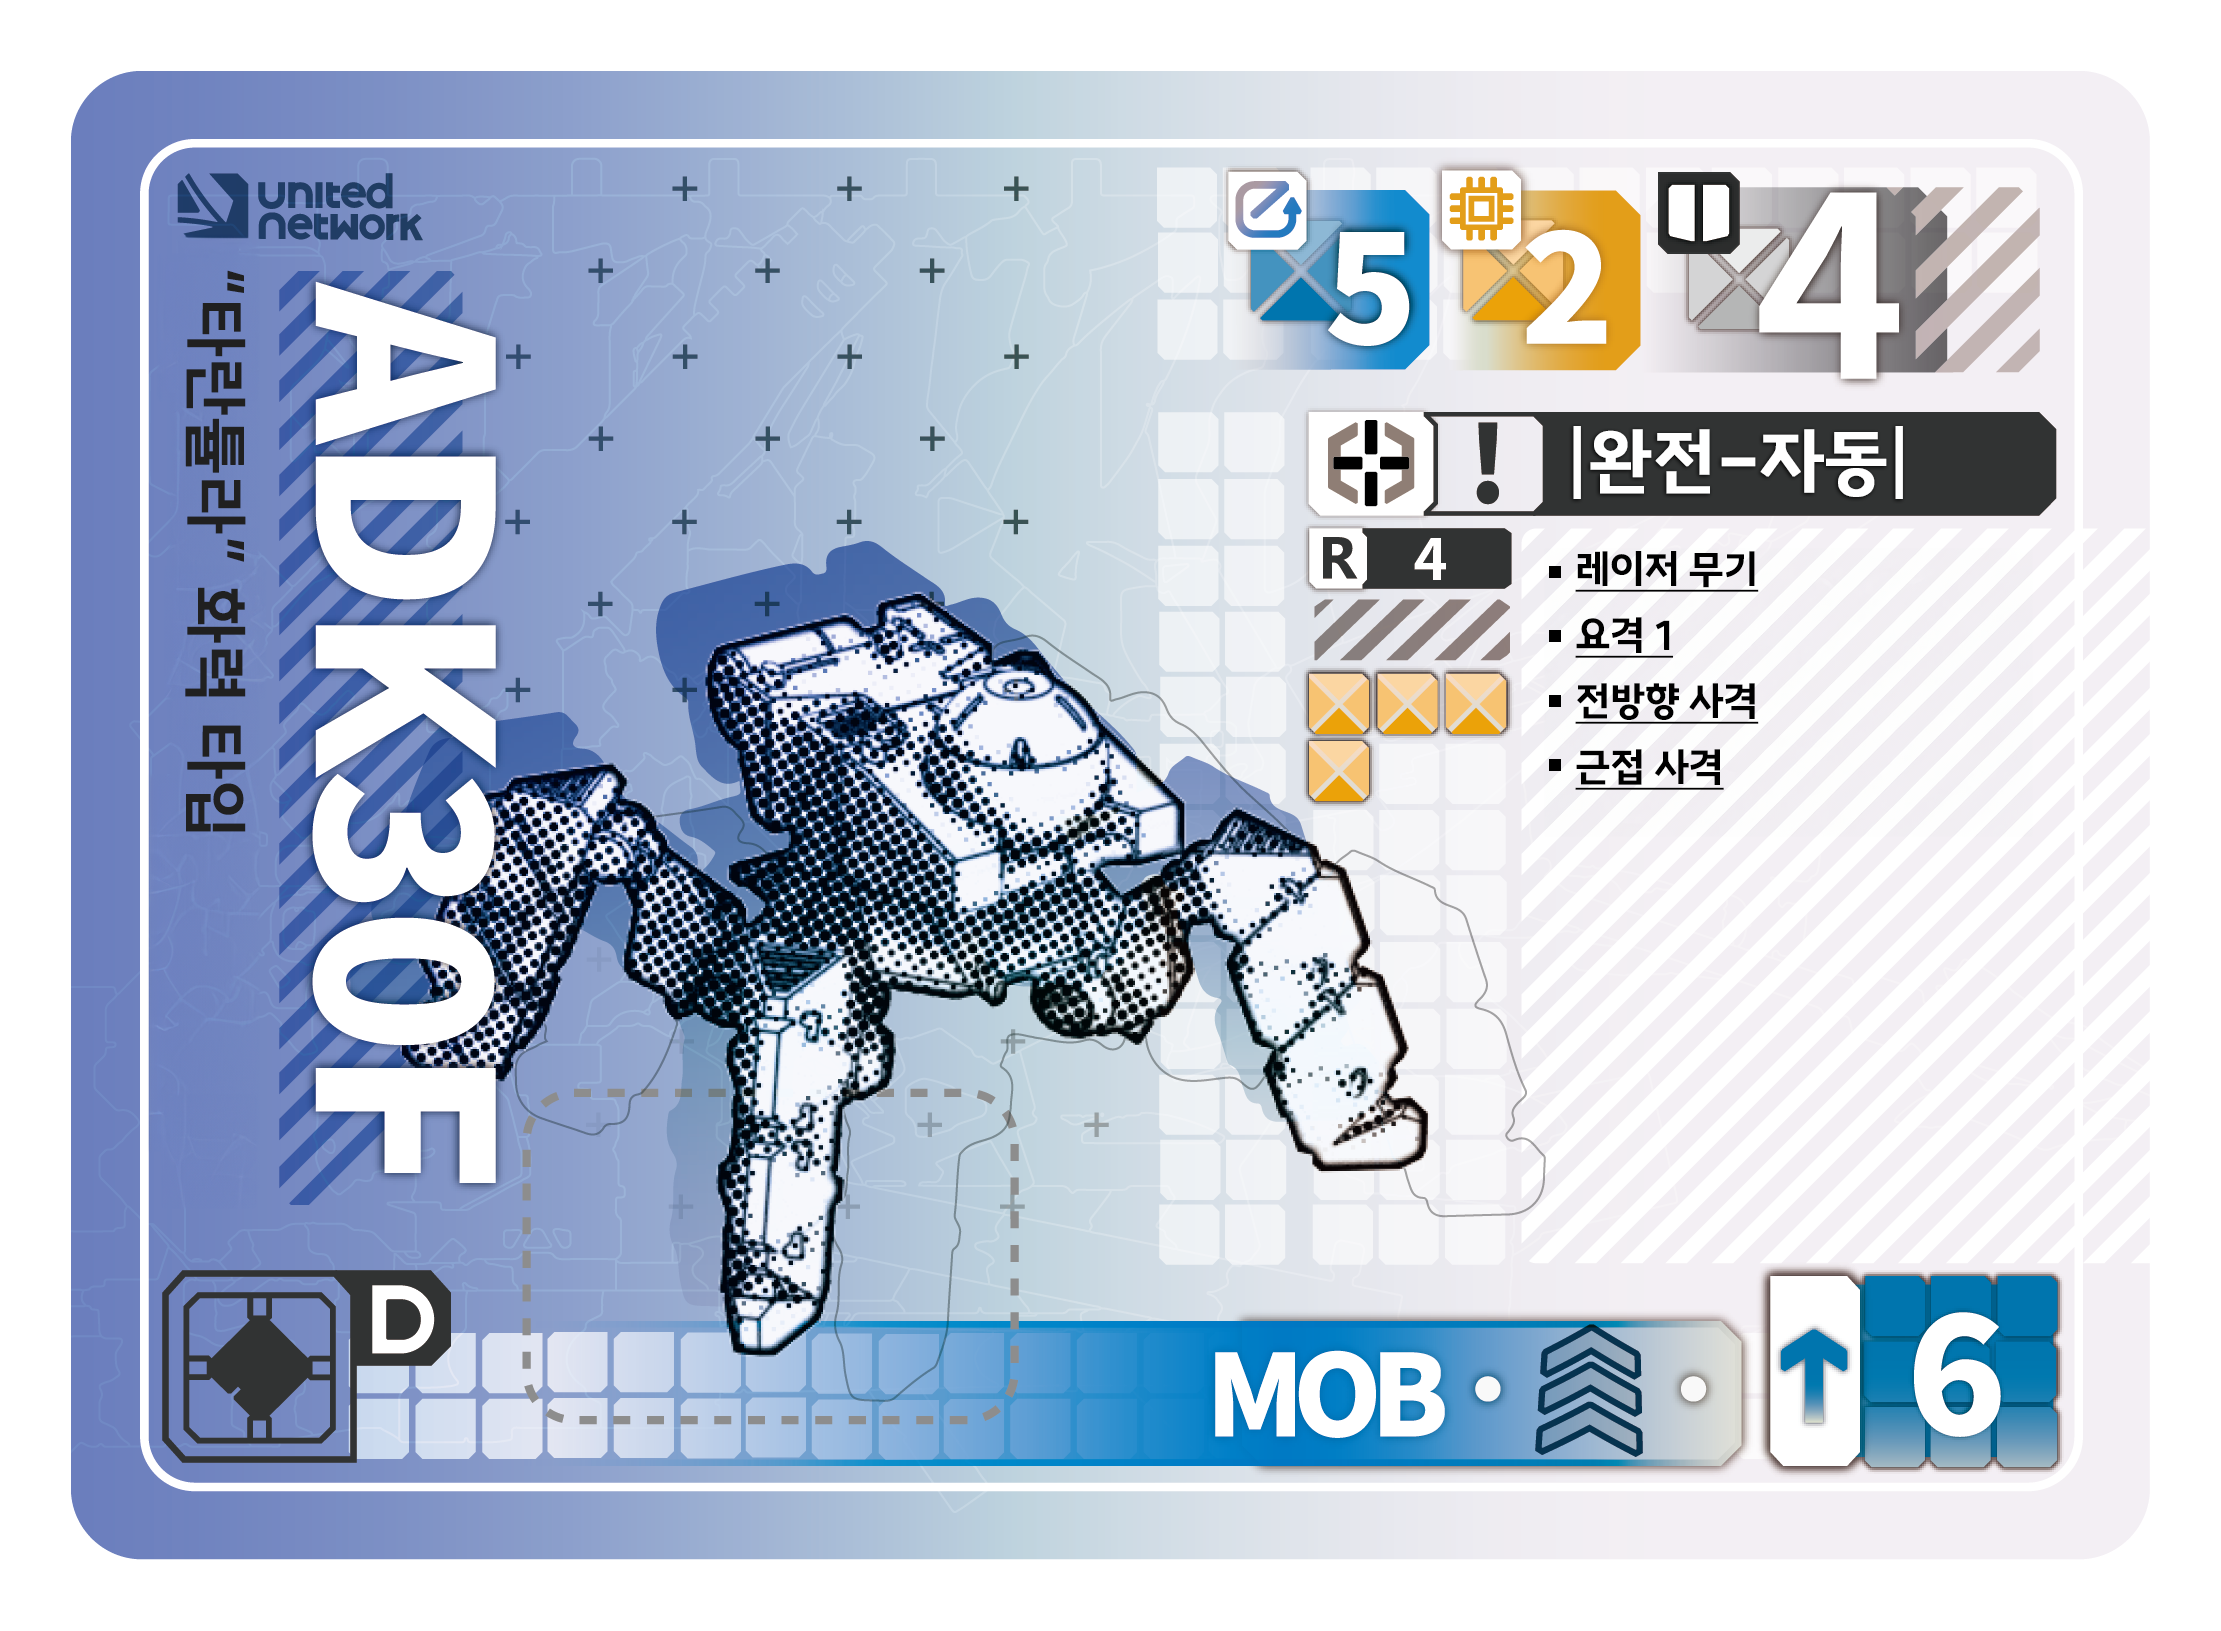 united
network
"타란툴라" 화력 타입
ADK30F
5
2
4
! |완전-자동|
R 4
▪ 레이저 무기
▪ 요격 1
▪ 전방향 사격
▪ 근접 사격
D
MOB
6